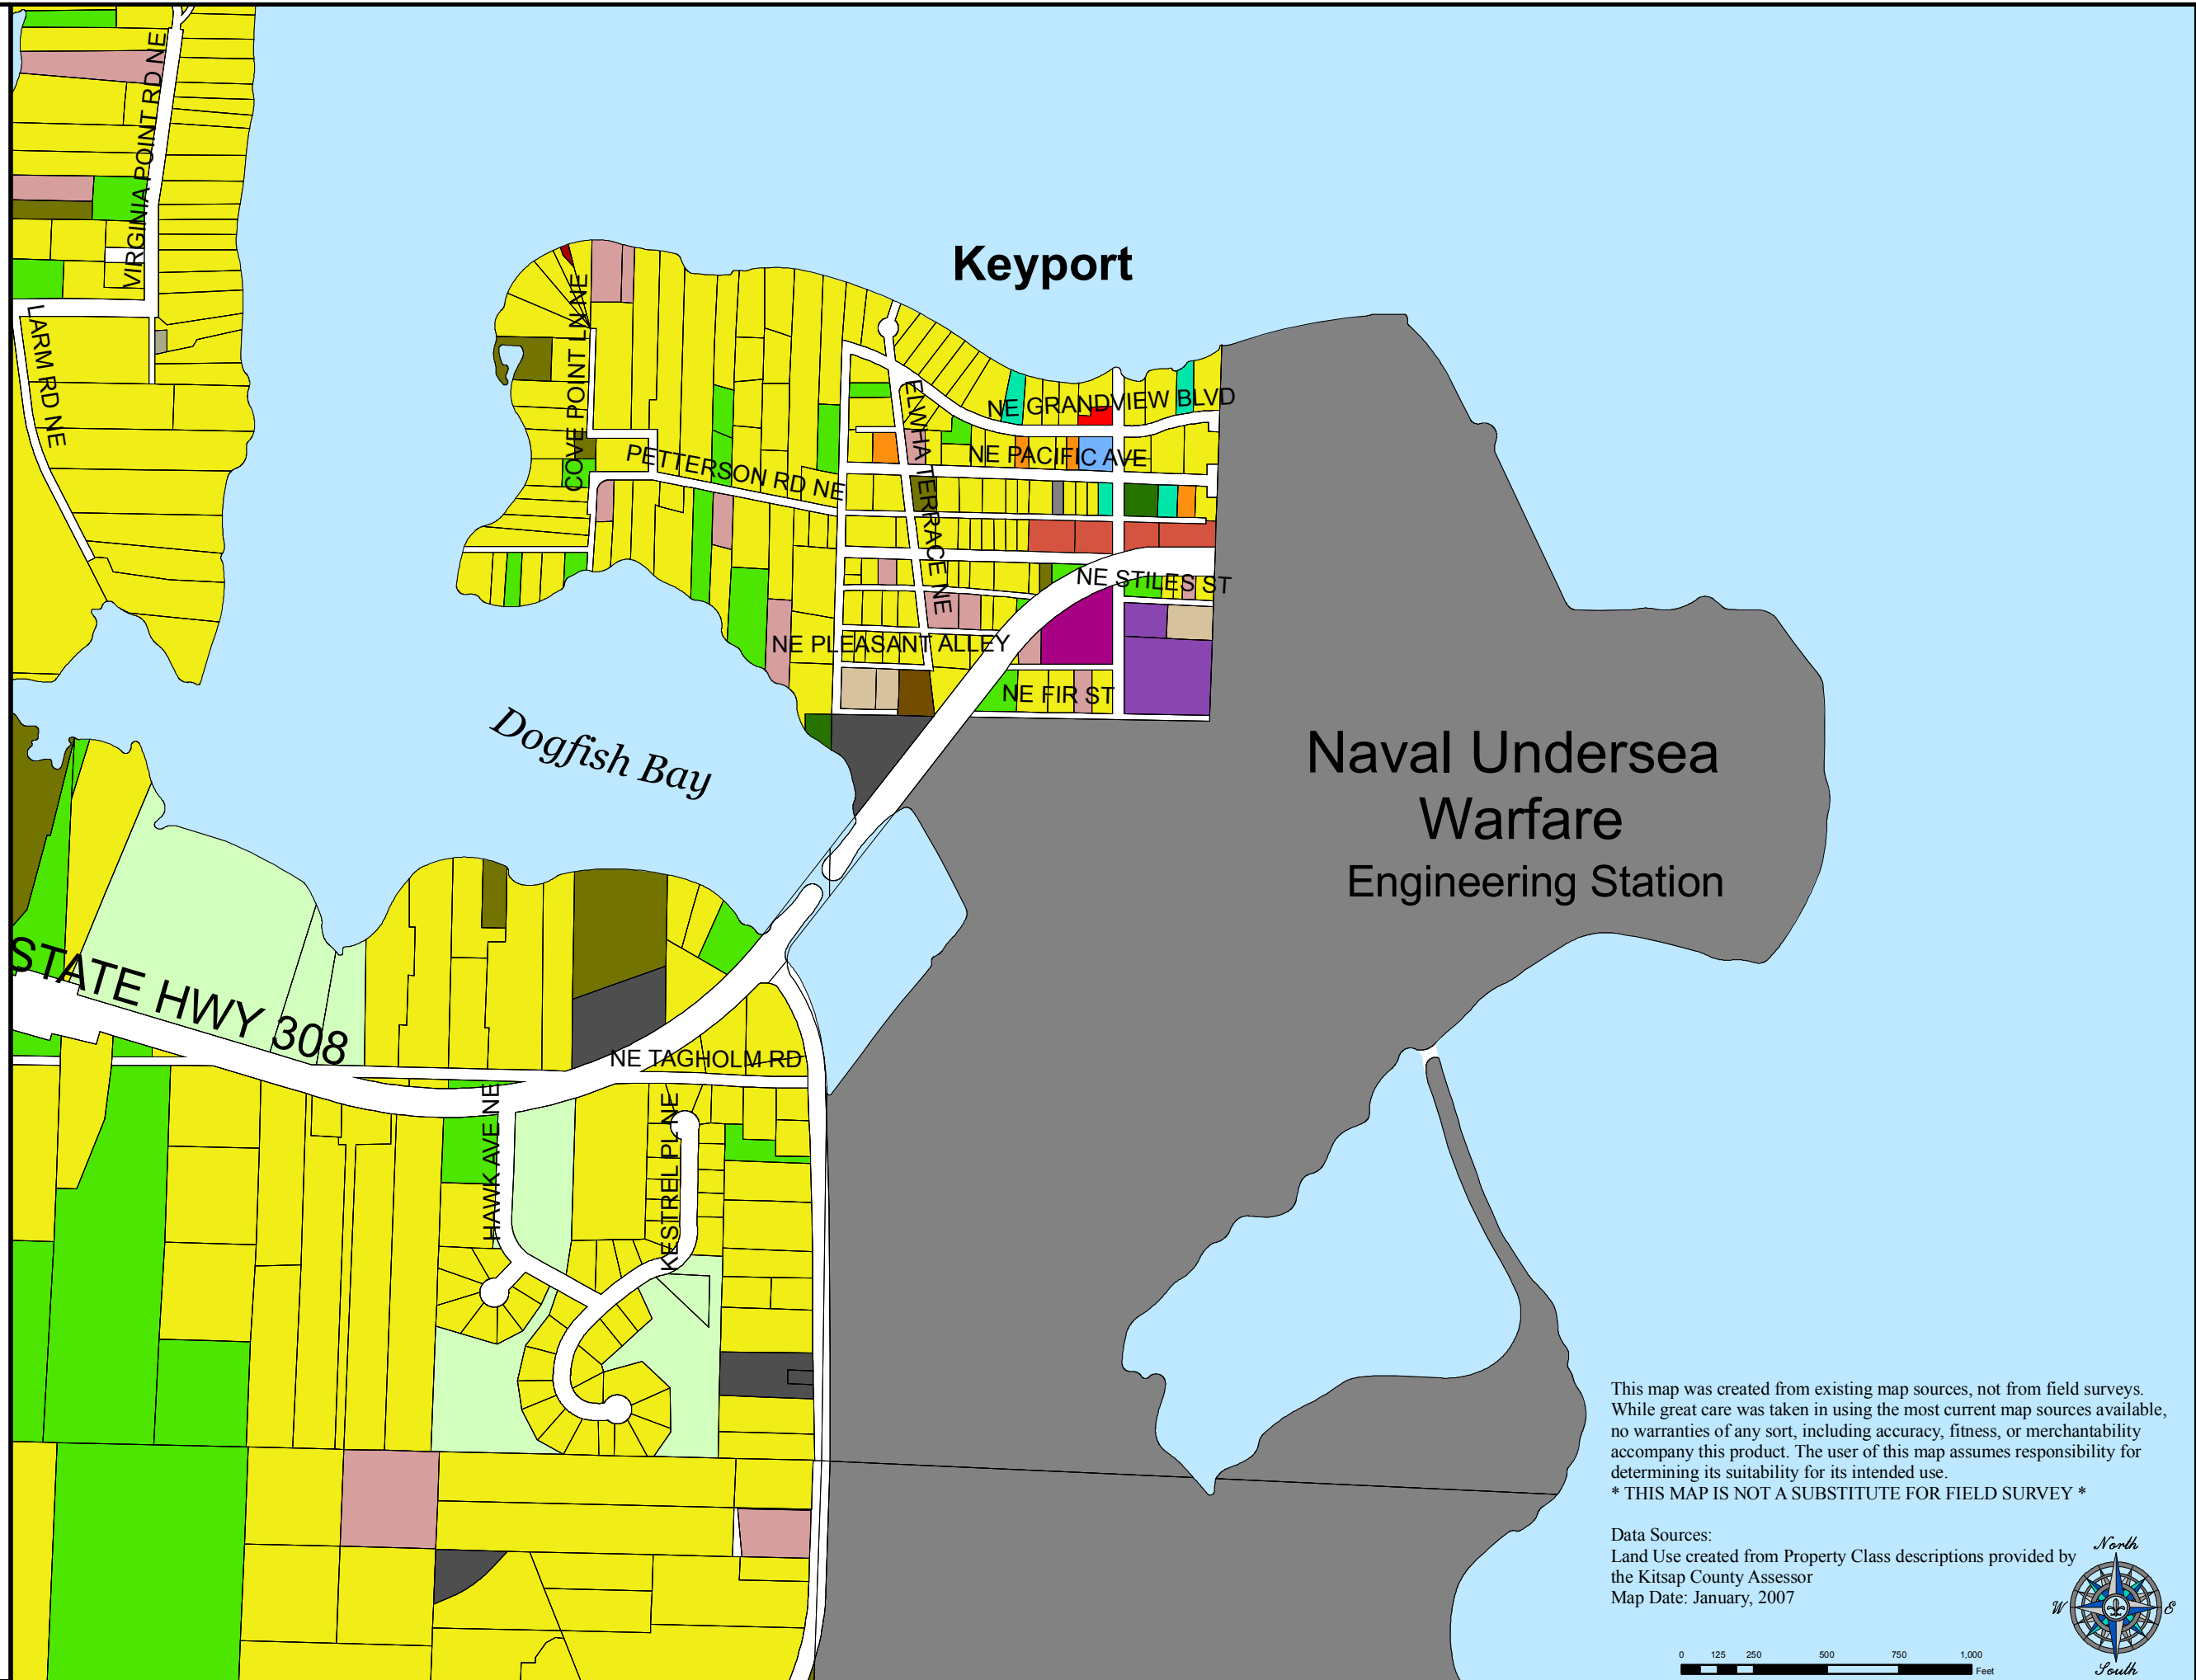 VIRGINIA POINT RD NE
LARM RD NE
Keyport
COVE POINT LN NE
PETTERSON RD NE
ELWHA TERRACE NE
NE GRANDVIEW BLVD
NE PACIFIC AVE
NE STILES ST
NE PLEASANT ALLEY
NE FIR ST
Dogfish Bay
Naval Undersea
Warfare
Engineering Station
STATE HWY 308
NE TAGHOLM RD
HAWK AVE NE
KESTREL PL NE
This map was created from existing map sources, not from field surveys.
While great care was taken in using the most current map sources available,
no warranties of any sort, including accuracy, fitness, or merchantability
accompany this product. The user of this map assumes responsibility for
determining its suitability for its intended use.
* THIS MAP IS NOT A SUBSTITUTE FOR FIELD SURVEY *
Data Sources:
Land Use created from Property Class descriptions provided by
the Kitsap County Assessor
Map Date: January, 2007
North
W E
South
0 125 250 500 750 1,000
Feet